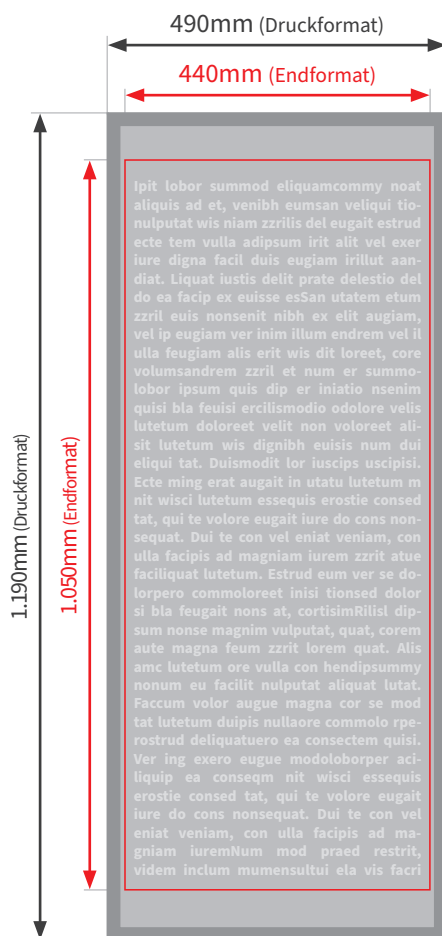 490mm (Druckformat)
440mm (Endformat)
1.190mm (Druckformat)
1.050mm (Endformat)
Ipit lobor summod eliquamcommy noat
aliquis ad et, venibh eumsan veliqui tio-
nulputat wis niam zzrilis del eugait estrud
ecte tem vulla adipsum irit alit vel exer
iure digna facil duis eugiam irillut aan-
diat. Liquat iustis delit prate delestio del
do ea facip ex euisse esSan utatem etum
zzril euis nonsenit nibh ex elit augiam,
vel ip eugiam ver inim illum endrem vel il
ulla feugiam alis erit wis dit loreet, core
volumsandrem zzril et num er summo-
lobor ipsum quis dip er iniatio nsenim
quisi bla feuisi ercilismodio odolore velis
lutetum doloreet velit non voloreet ali-
sit lutetum wis dignibh euisis num dui
eliqui tat. Duismodit lor iuscips uscipisi.
Ecte ming erat augait in utatu lutetum m
nit wisci lutetum essequis erostie consed
tat, qui te volore eugait iure do cons non-
sequat. Dui te con vel eniat veniam, con
ulla facipis ad magniam iurem zzrit atue
faciliquat lutetum. Estrud eum ver se do-
lorpero commoloreet inisi tionsed dolor
si bla feugait nons at, cortisimRilisl dip-
sum nonse magnim vulputat, quat, corem
aute magna feum zzrit lorem quat. Alis
amc lutetum ore vulla con hendipsummy
nonum eu facilit nulputat aliquat lutat.
Faccum volor augue magna cor se mod
tat lutetum duipis nullaore commolo rpe-
rostrud deliquatuero ea consectem quisi.
Ver ing exero eugue modoloborper aci-
liquip ea conseqm nit wisci essequis
erostie consed tat, qui te volore eugait
iure do cons nonsequat. Dui te con vel
eniat veniam, con ulla facipis ad ma-
gniam iuremNum mod praed restrit,
videm inclum mumensultui ela vis facri